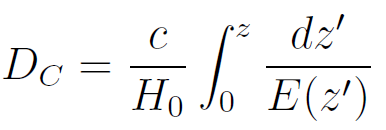 D_C = \frac{c}{H_0} \int_0^z \frac{dz'}{E(z')}